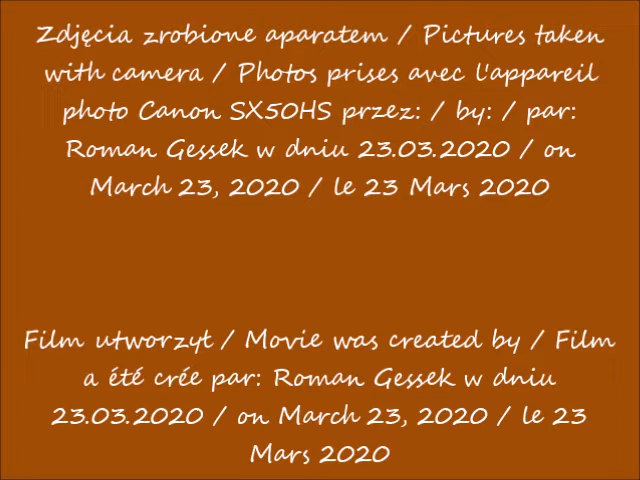 Zdjęcia zrobione aparatem / Pictures taken
with camera / Photos prises avec l'appareil
photo Canon SX50HS przez: / by: / par:
Roman Gessek w dniu 23.03.2020 / on
March 23, 2020 / le 23 Mars 2020
Film utworzył / Movie was created by / Film
a été crée par: Roman Gessek w dniu
23.03.2020 / on March 23, 2020 / le 23
Mars 2020